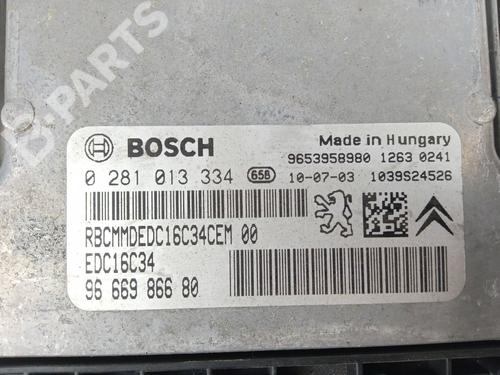 B-PARTS
BOSCH
Made in Hungary
9653958980 1263 0241
0 281 013 334 658 10-07-03 1039S24526
RBCMMDEDC16C34CEM 00
EDC16C34
96 669 866 80